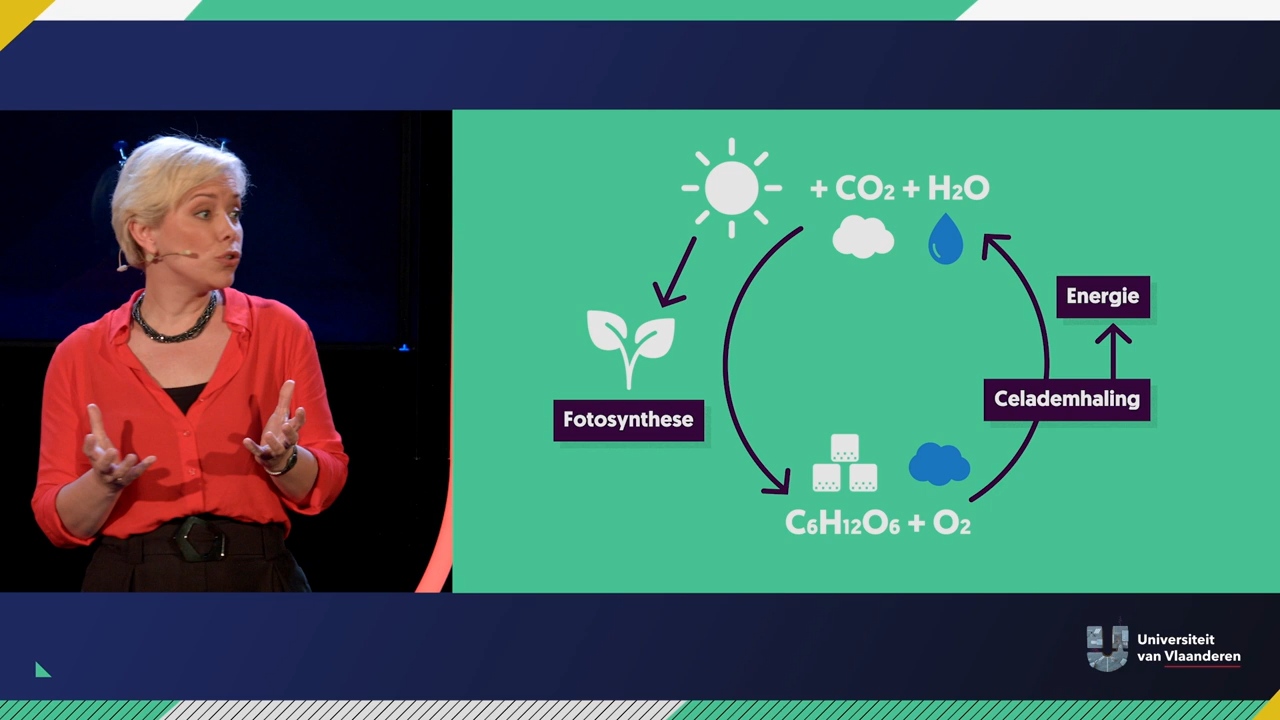 + CO₂ + H₂O
Energie
Celademhaling
Fotosynthese
C₆H₁₂O₆ + O₂
Universiteit
van Vlaanderen